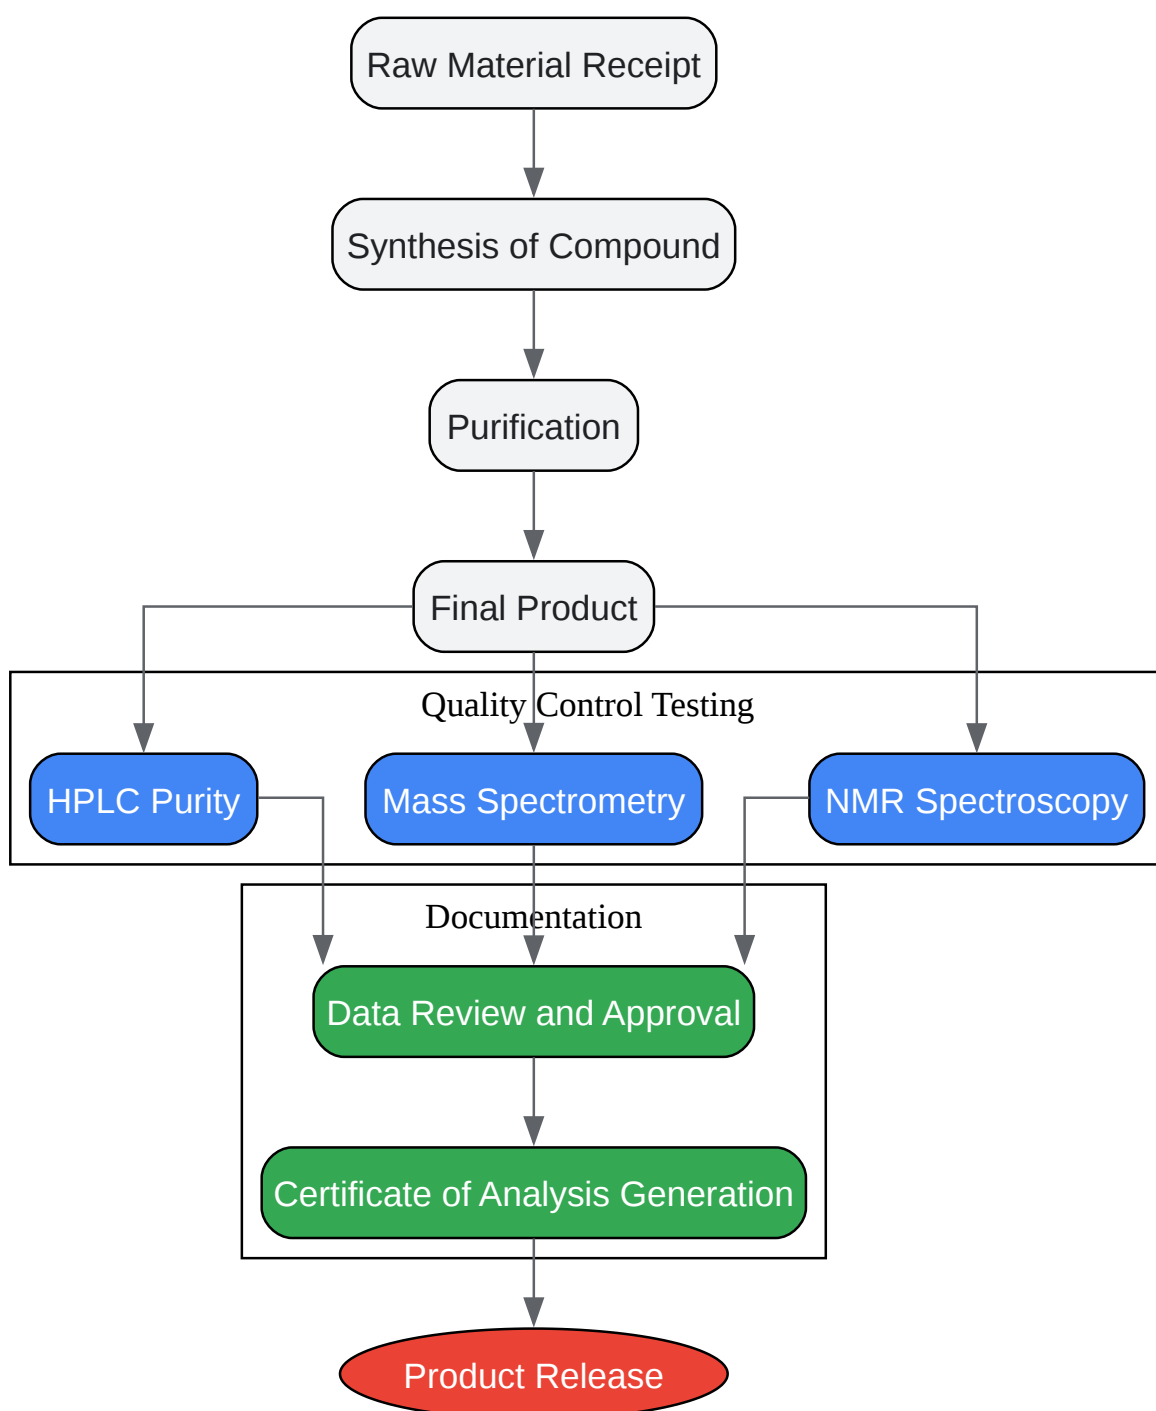 Raw Material Receipt
Synthesis of Compound
Purification
Final Product
Quality Control Testing
HPLC Purity
Mass Spectrometry
NMR Spectroscopy
Documentation
Data Review and Approval
Certificate of Analysis Generation
Product Release